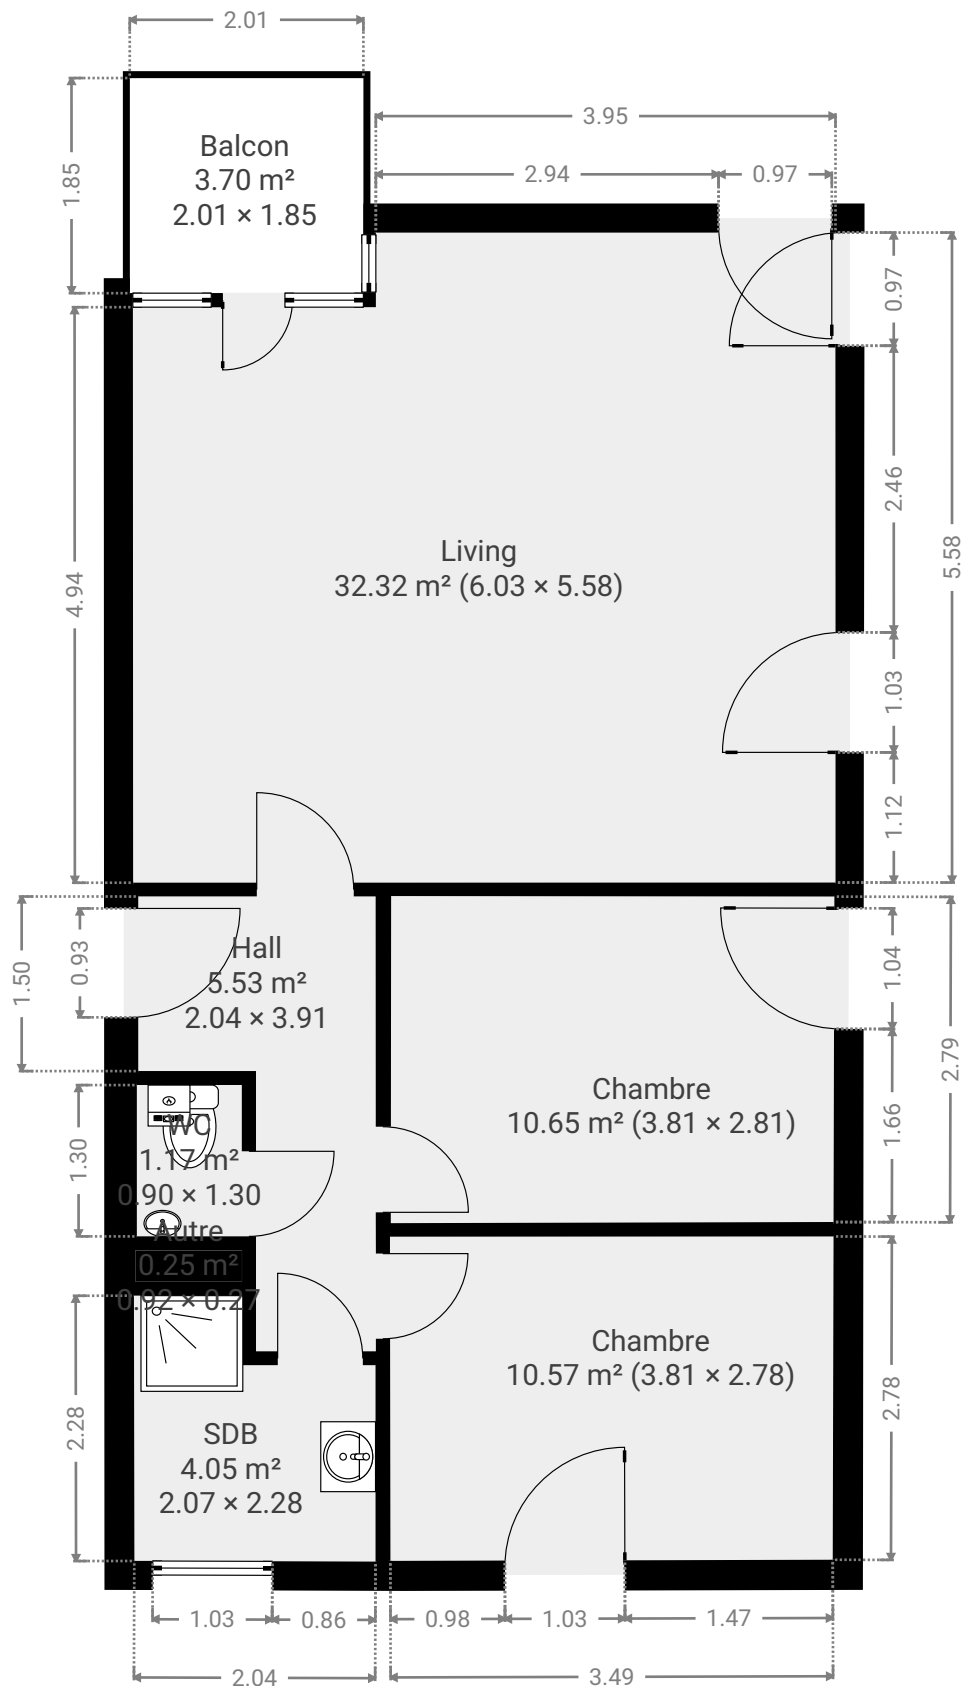 2.01
Balcon
3.70 m²
2.01 × 1.85
1.85
3.95
2.94
0.97
0.97
2.46
5.58
Living
32.32 m² (6.03 × 5.58)
4.94
1.03
1.12
Hall
5.53 m²
2.04 × 3.91
0.93
1.50
1.04
2.79
Chambre
10.65 m² (3.81 × 2.81)
1.66
WC
1.17 m²
0.90 × 1.30
1.30
Autre
0.25 m²
0.92 × 0.27
Chambre
10.57 m² (3.81 × 2.78)
2.78
SDB
4.05 m²
2.07 × 2.28
2.28
1.03
0.86
0.98
1.03
1.47
2.04
3.49